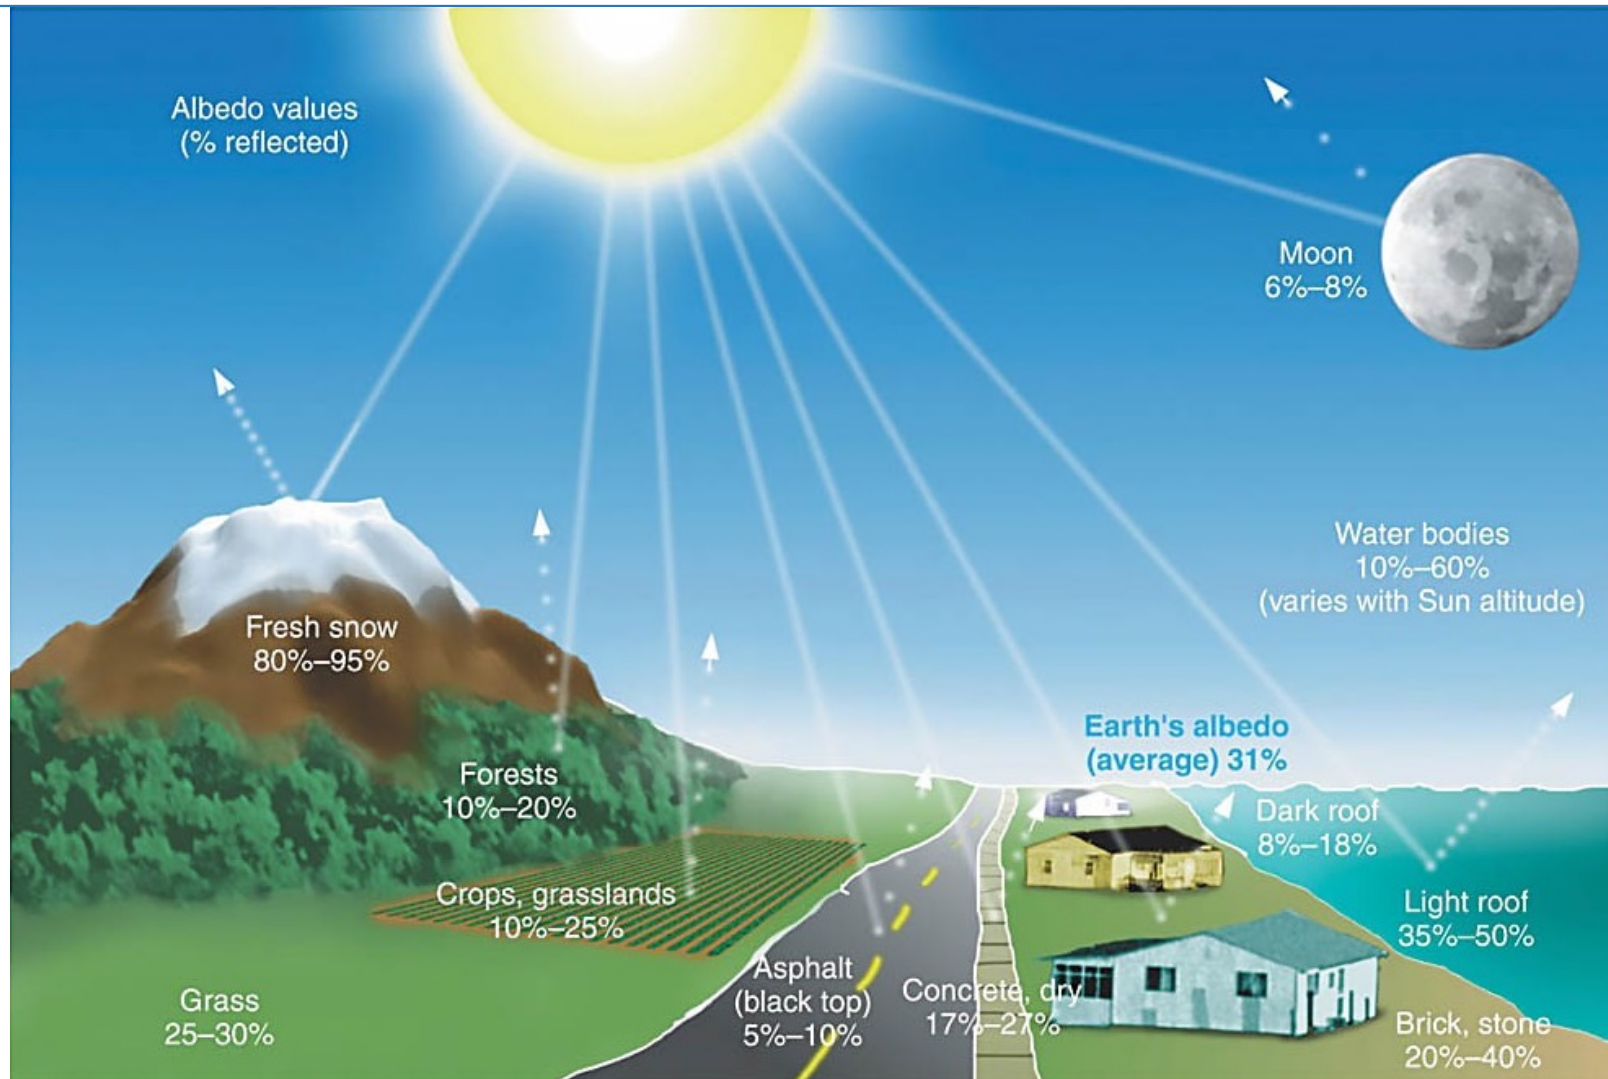 Albedo values
(% reflected)
Moon
6%–8%
Water bodies
10%–60%
(varies with Sun altitude)
Fresh snow
80%–95%
Earth's albedo
(average) 31%
Forests
10%–20%
Dark roof
8%–18%
Crops, grasslands
10%–25%
Light roof
35%–50%
Asphalt
(black top)
5%–10%
Concrete, dry
17%–27%
Grass
25–30%
Brick, stone
20%–40%